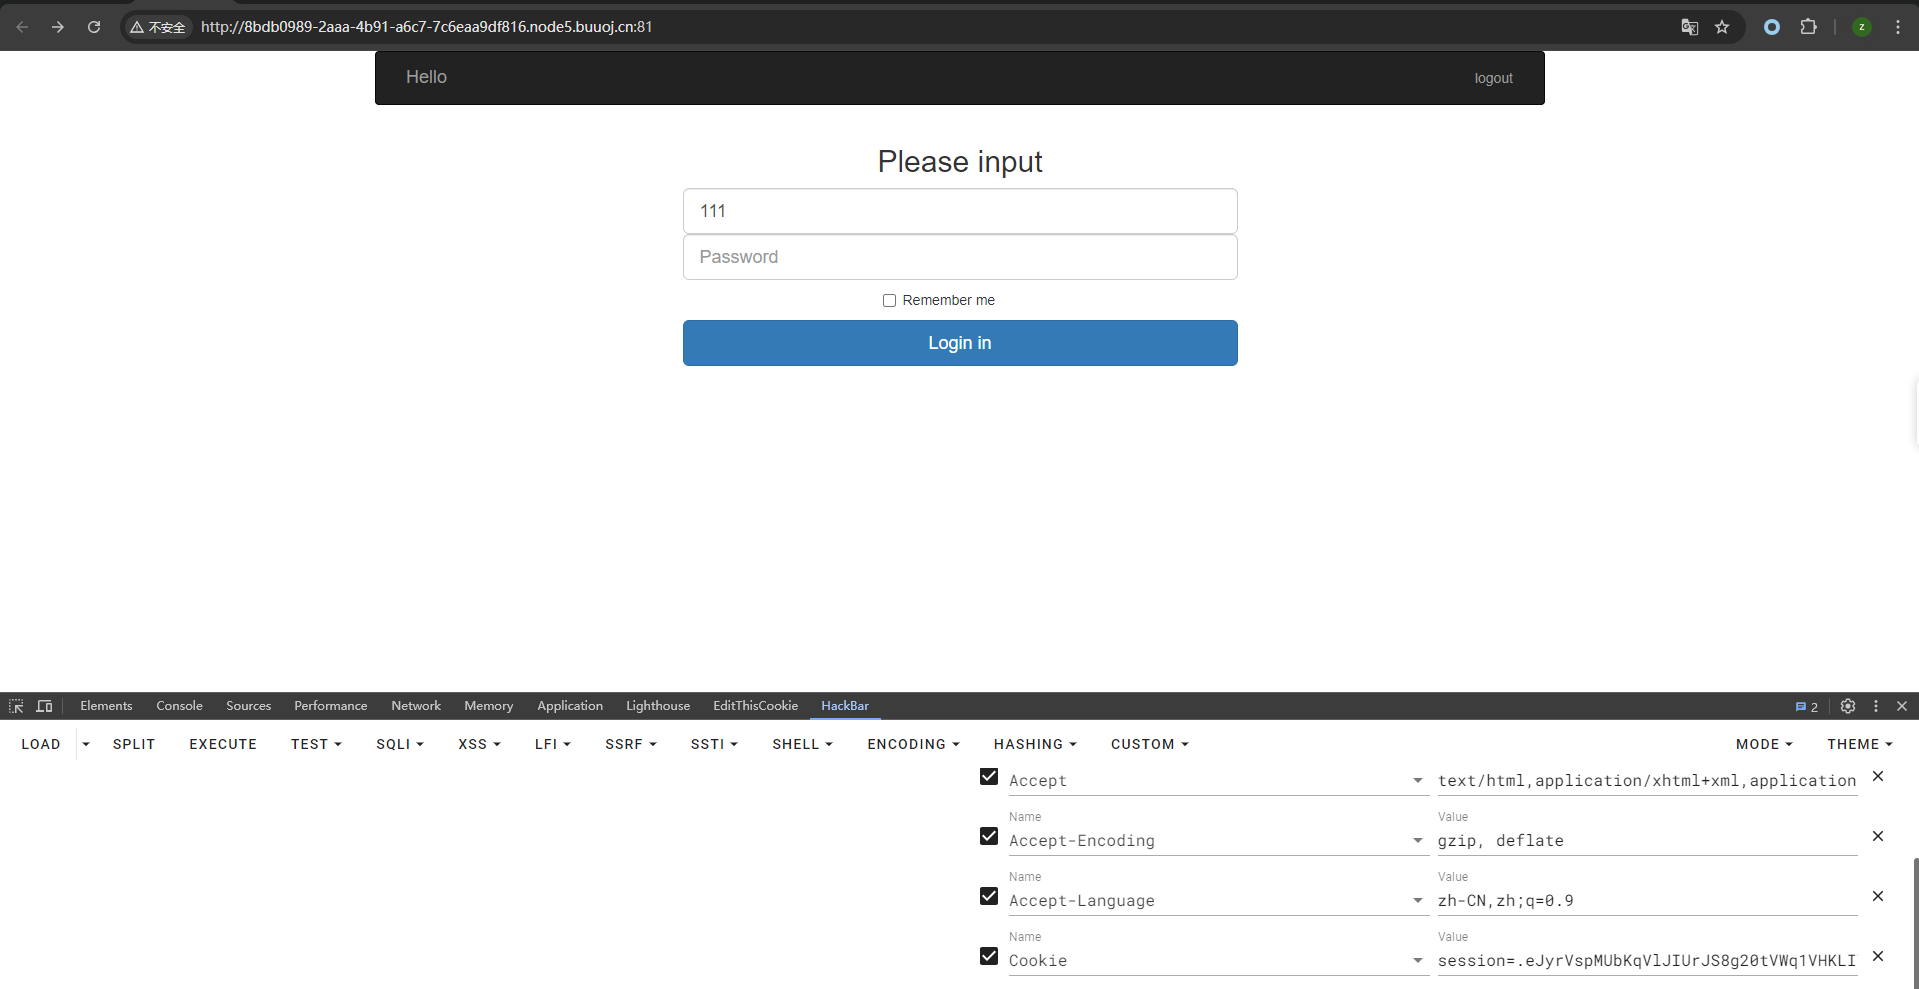 不安全 http://8bdb0989-2aaa-4b91-a6c7-7c6eaa9df816.node5.buuoj.cn:81 z
Hello logout
Please input
111
Password
Remember me
Login in
Elements Console Sources Performance Network Memory Application Lighthouse EditThisCookie HackBar 2
LOAD SPLIT EXECUTE TEST SQLI XSS LFI SSRF SSTI SHELL ENCODING HASHING CUSTOM MODE THEME
Accept text/html,application/xhtml+xml,application
Name Value
Accept-Encoding gzip, deflate
Name Value
Accept-Language zh-CN,zh;q=0.9
Name Value
Cookie session=.eJyrVspMUbKqVlJIUrJS8g20tVWq1VHKLI